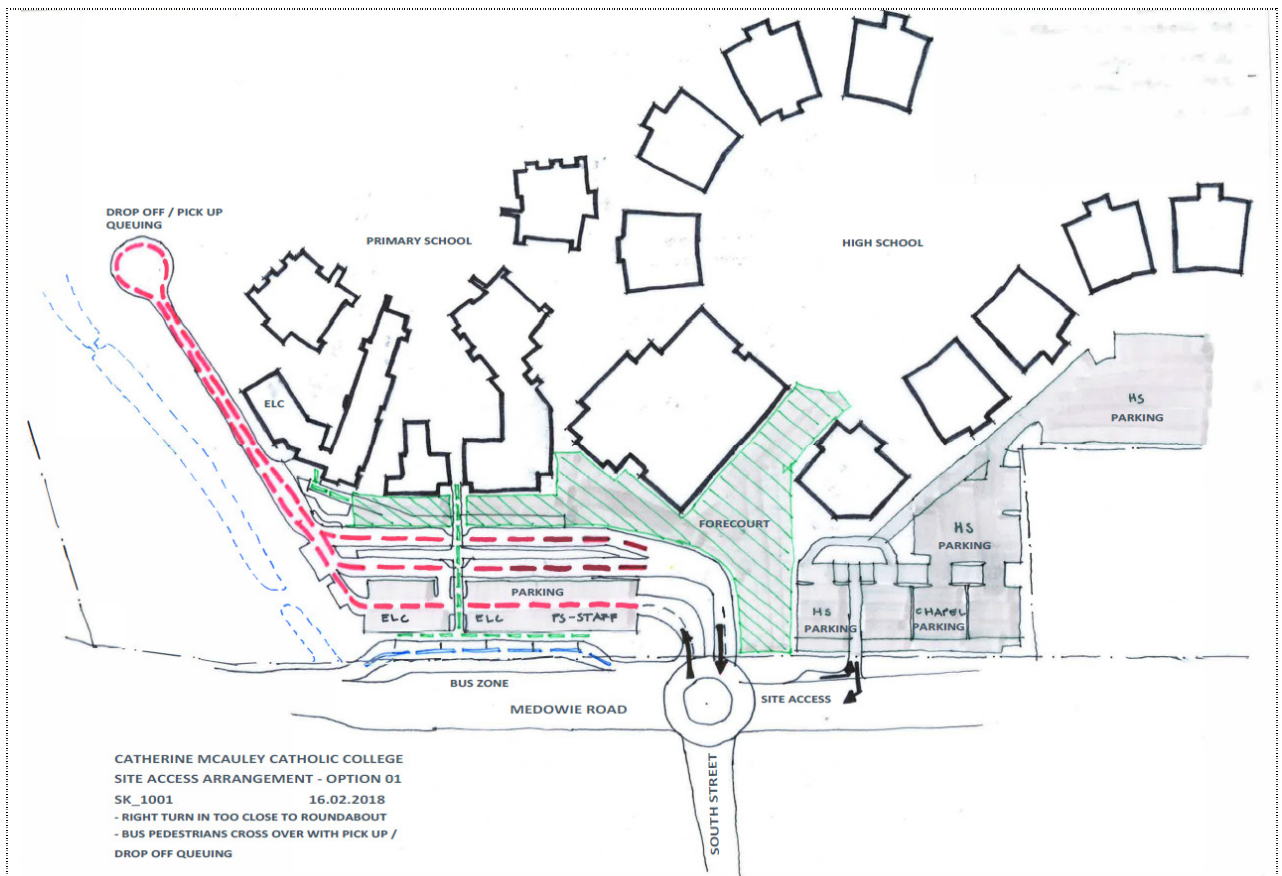 DROP OFF / PICK UP
QUEUING
PRIMARY SCHOOL
HIGH SCHOOL
ELC
HS
PARKING
FORECOURT
HS
PARKING
PARKING
ELC
ELC
PS-STAFF
HS
PARKING
CHAPEL
PARKING
BUS ZONE
SITE ACCESS
MEDOWIE ROAD
SOUTH STREET
CATHERINE MCAULEY CATHOLIC COLLEGE
SITE ACCESS ARRANGEMENT - OPTION 01
SK_1001 16.02.2018
- RIGHT TURN IN TOO CLOSE TO ROUNDABOUT
- BUS PEDESTRIANS CROSS OVER WITH PICK UP /
DROP OFF QUEUING